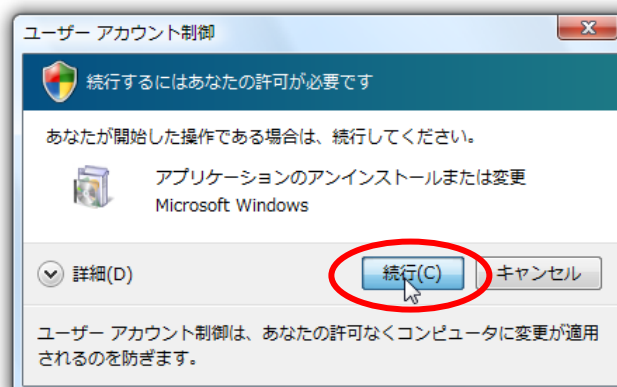 ユーザー アカウント制御
続行するにはあなたの許可が必要です
あなたが開始した操作である場合は、続行してください。
アプリケーションのアンインストールまたは変更
Microsoft Windows
詳細(D) 続行(C) キャンセル
ユーザー アカウント制御は、あなたの許可なくコンピュータに変更が適用
されるのを防ぎます。